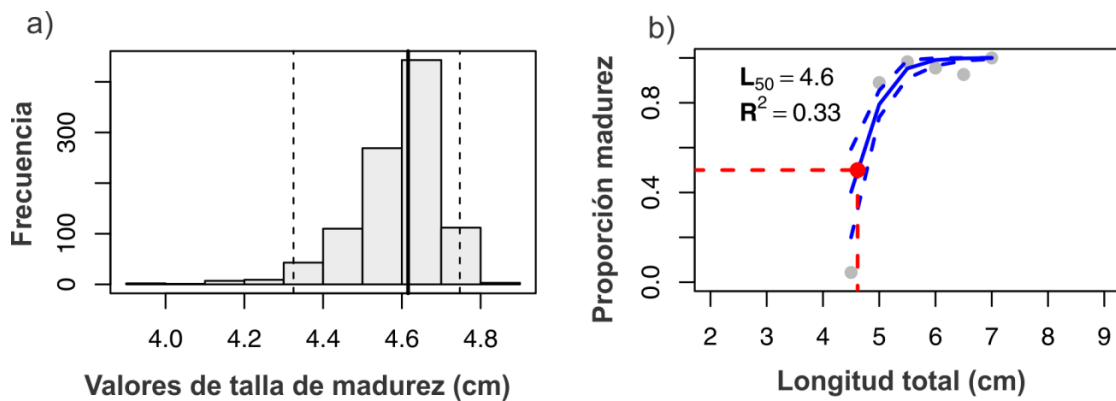 a)
Frecuencia
0 100 300
4.0 4.2 4.4 4.6 4.8
Valores de talla de madurez (cm)
b)
Proporción madurez
0.0 0.4 0.8
L50 = 4.6
R2 = 0.33
2 3 4 5 6 7 8 9
Longitud total (cm)